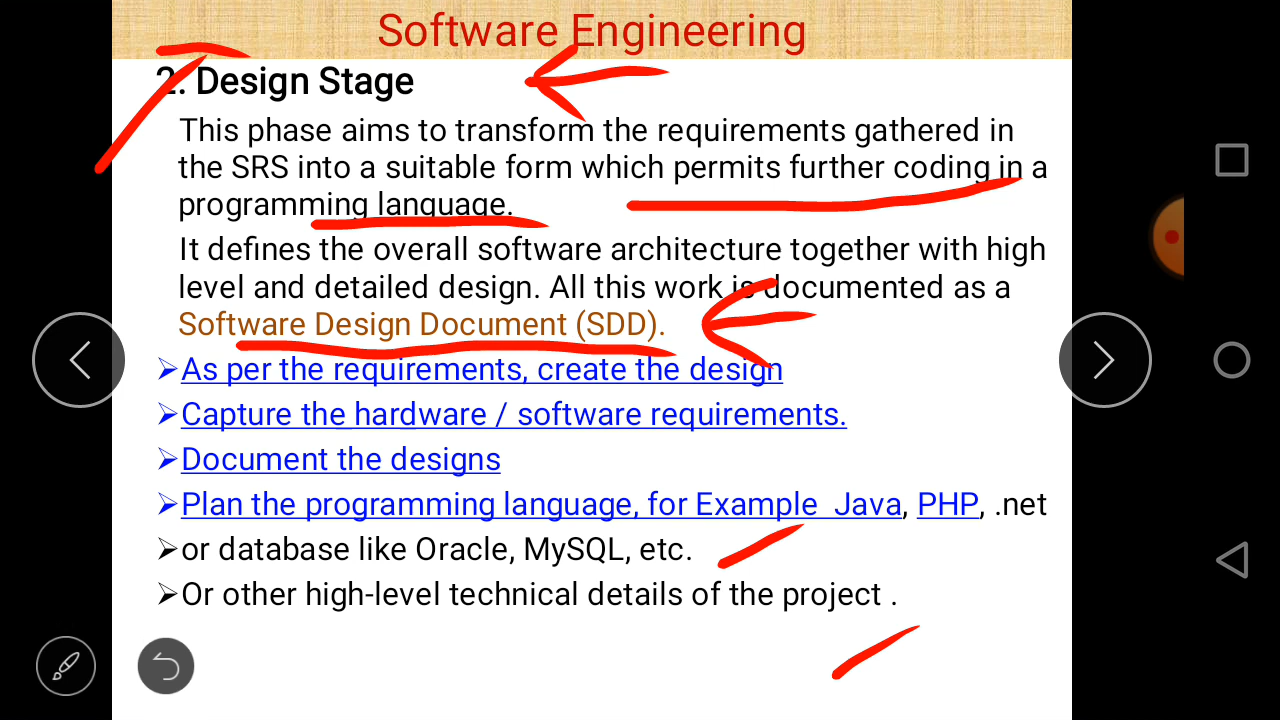 Software Engineering
2. Design Stage
This phase aims to transform the requirements gathered in
the SRS into a suitable form which permits further coding in a
programming language.
It defines the overall software architecture together with high
level and detailed design. All this work is documented as a
Software Design Document (SDD).
➢As per the requirements, create the design
➢Capture the hardware / software requirements.
➢Document the designs
➢Plan the programming language, for Example  Java, PHP, .net
➢or database like Oracle, MySQL, etc.
➢Or other high-level technical details of the project .